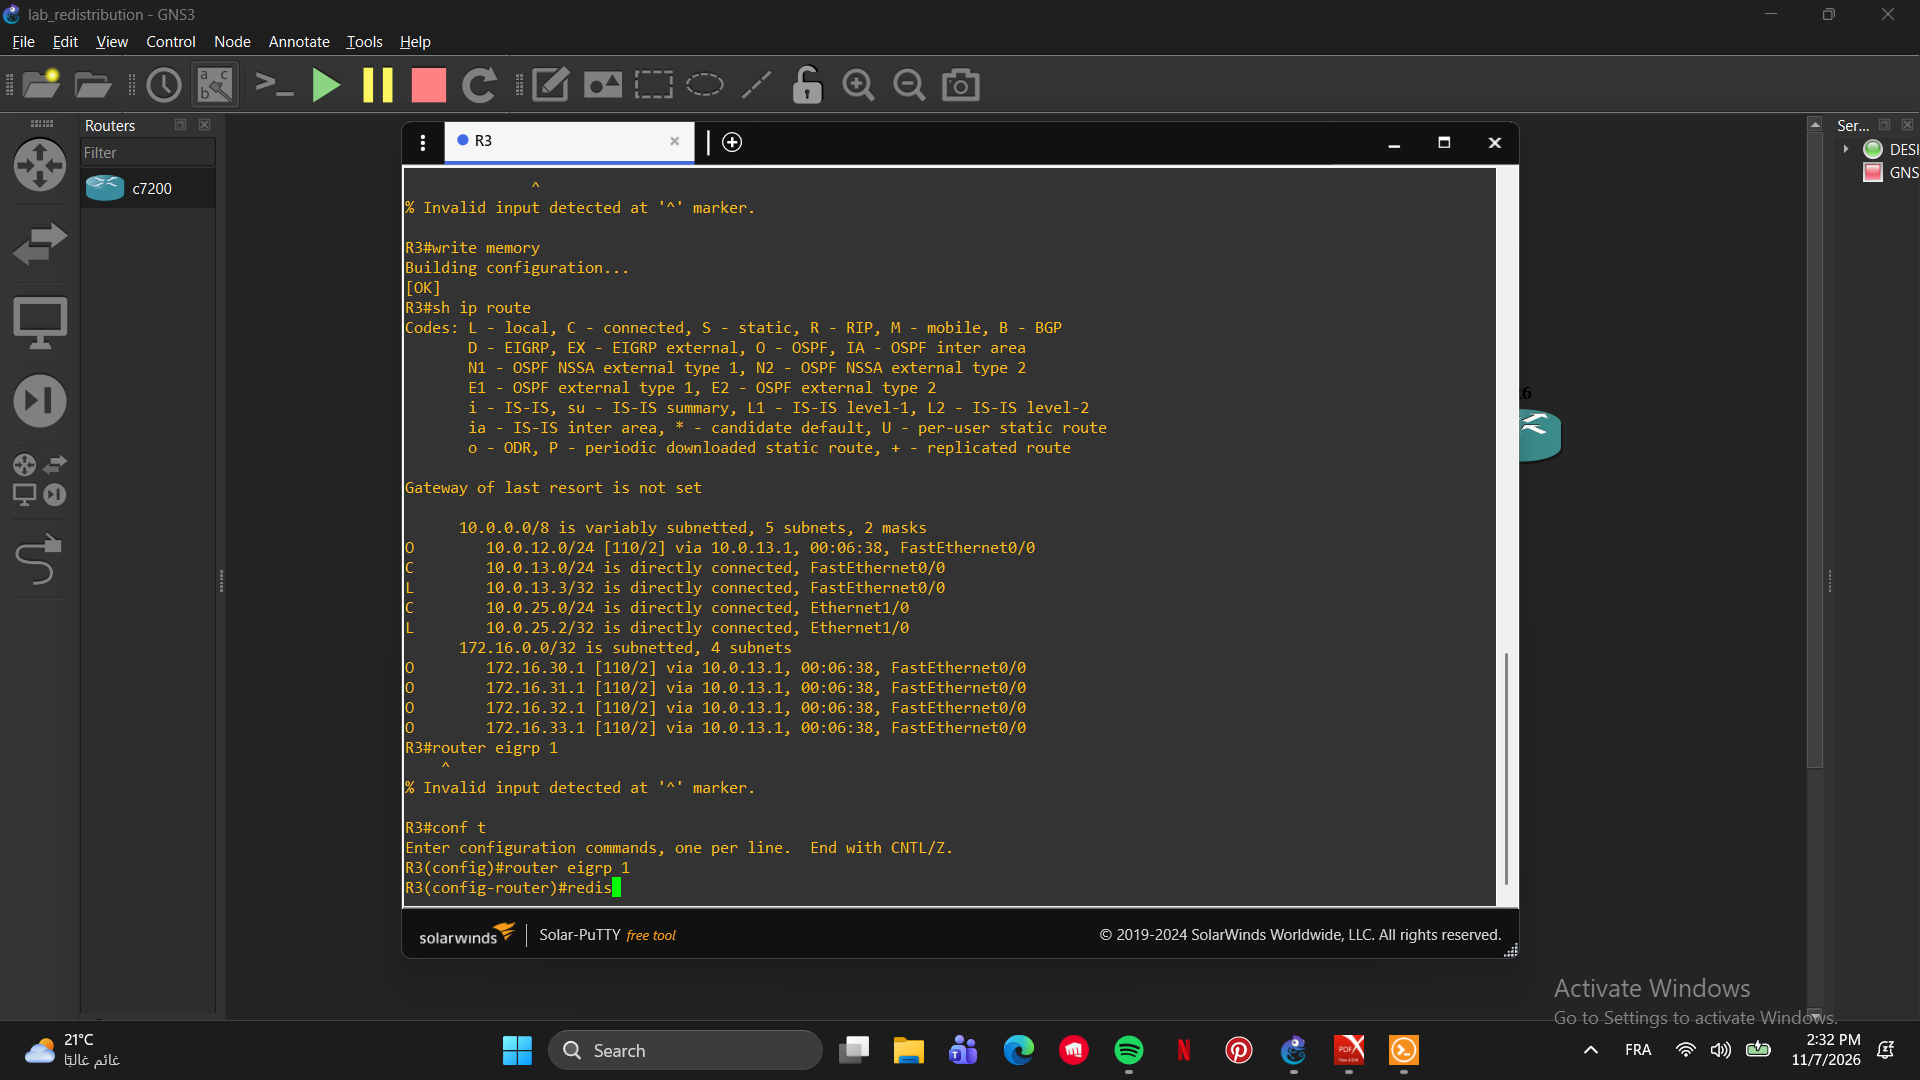 lab_redistribution - GNS3
File Edit View Control Node Annotate Tools Help
Routers
Filter
c7200
R3
Ser...
DESH
GNS
^
% Invalid input detected at '^' marker.
R3#write memory
Building configuration...
[OK]
R3#sh ip route
Codes: L - local, C - connected, S - static, R - RIP, M - mobile, B - BGP
D - EIGRP, EX - EIGRP external, O - OSPF, IA - OSPF inter area
N1 - OSPF NSSA external type 1, N2 - OSPF NSSA external type 2
E1 - OSPF external type 1, E2 - OSPF external type 2
i - IS-IS, su - IS-IS summary, L1 - IS-IS level-1, L2 - IS-IS level-2
ia - IS-IS inter area, * - candidate default, U - per-user static route
o - ODR, P - periodic downloaded static route, + - replicated route
Gateway of last resort is not set
10.0.0.0/8 is variably subnetted, 5 subnets, 2 masks
O 10.0.12.0/24 [110/2] via 10.0.13.1, 00:06:38, FastEthernet0/0
C 10.0.13.0/24 is directly connected, FastEthernet0/0
L 10.0.13.3/32 is directly connected, FastEthernet0/0
C 10.0.25.0/24 is directly connected, Ethernet1/0
L 10.0.25.2/32 is directly connected, Ethernet1/0
172.16.0.0/32 is subnetted, 4 subnets
O 172.16.30.1 [110/2] via 10.0.13.1, 00:06:38, FastEthernet0/0
O 172.16.31.1 [110/2] via 10.0.13.1, 00:06:38, FastEthernet0/0
O 172.16.32.1 [110/2] via 10.0.13.1, 00:06:38, FastEthernet0/0
O 172.16.33.1 [110/2] via 10.0.13.1, 00:06:38, FastEthernet0/0
R3#router eigrp 1
^
% Invalid input detected at '^' marker.
R3#conf t
Enter configuration commands, one per line. End with CNTL/Z.
R3(config)#router eigrp 1
R3(config-router)#redis
solarwinds Solar-PuTTY free tool
© 2019-2024 SolarWinds Worldwide, LLC. All rights reserved.
Activate Windows
Go to Settings to activate Windows.
21°C
غائم غالبًا
Search
FRA
2:32 PM
11/7/2026